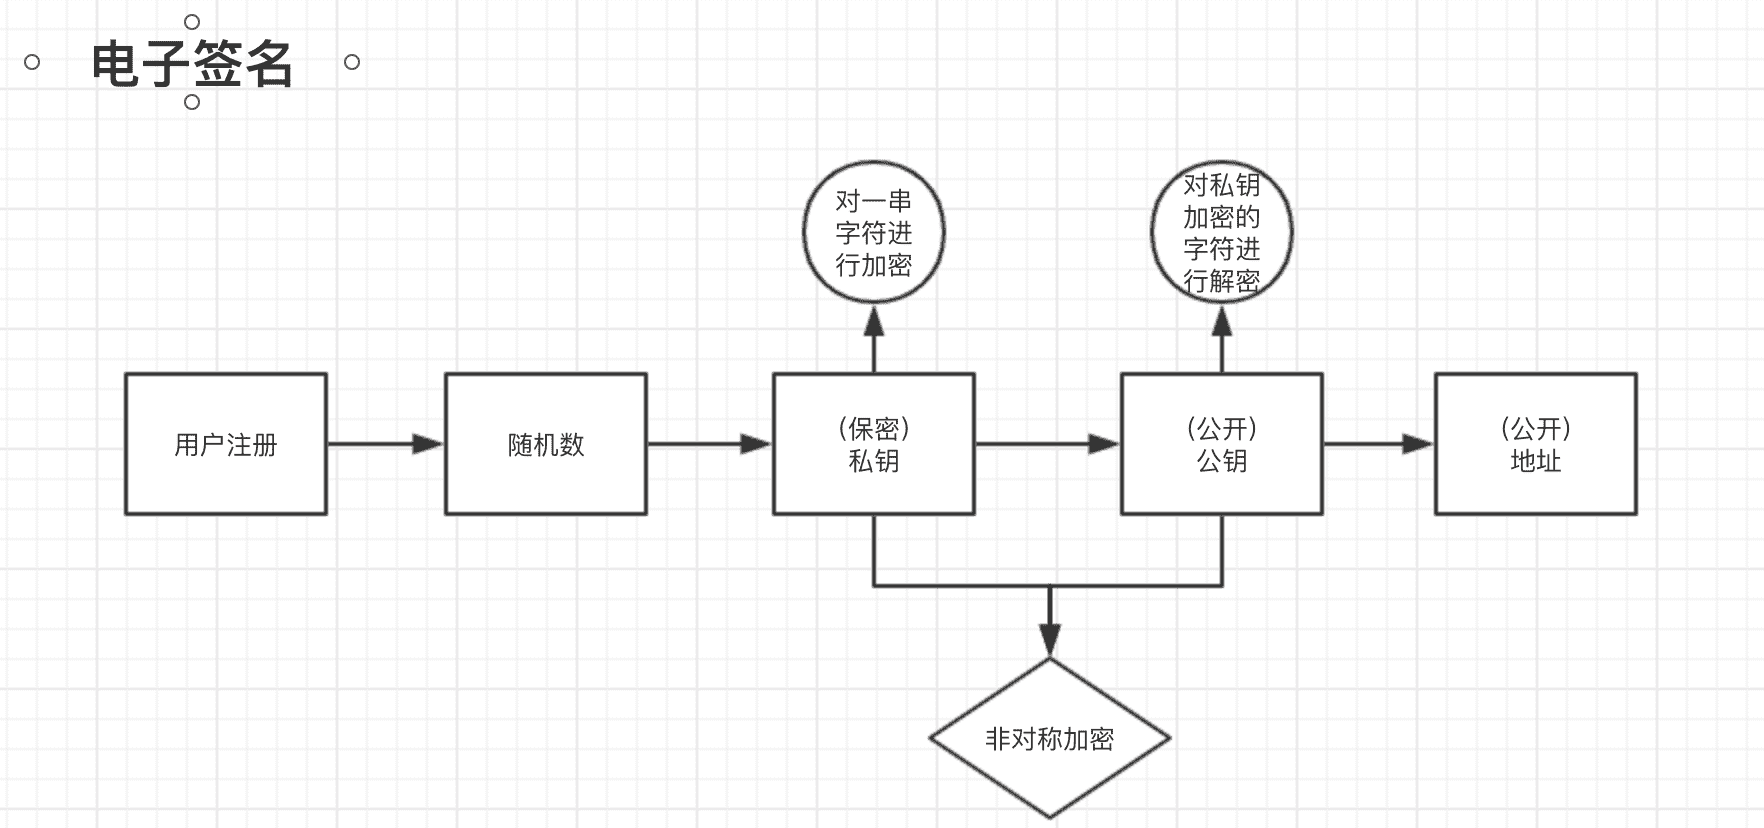 电子签名
对一串
字符进
行加密
对私钥
加密的
字符进
行解密
用户注册
随机数
（保密）
私钥
（公开）
公钥
（公开）
地址
非对称加密